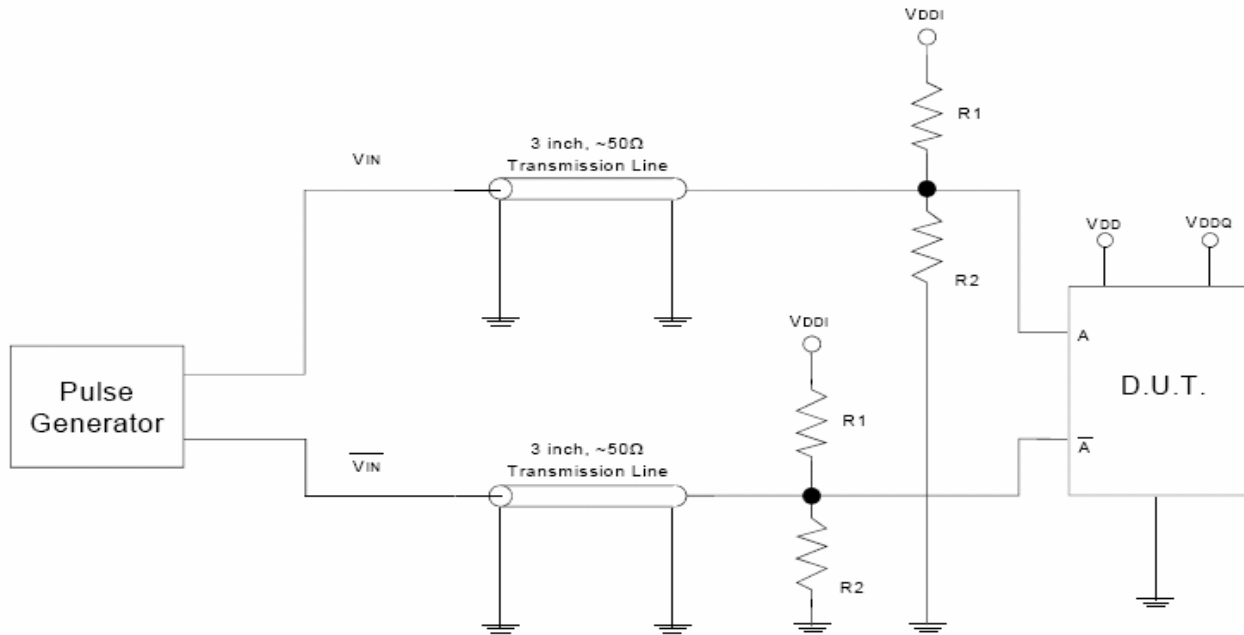 VDDI
R1
3 inch, ~50Ω
Transmission Line
VIN
R2
VDD
VDDQ
VDDI
A
Pulse
Generator
D.U.T.
R1
3 inch, ~50Ω
Transmission Line
V̅I̅N̅
A̅
R2